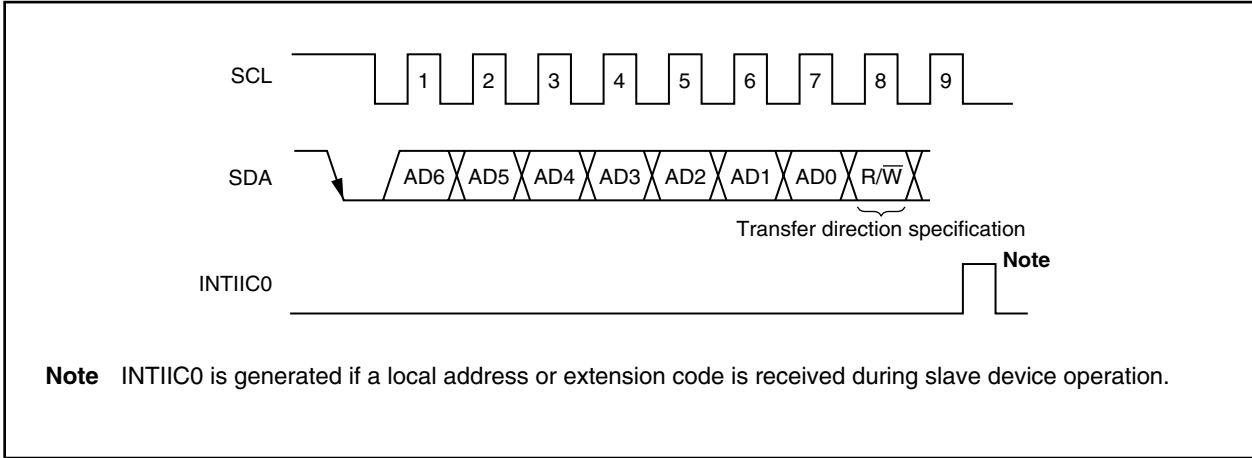 SCL 1 2 3 4 5 6 7 8 9
SDA AD6 AD5 AD4 AD3 AD2 AD1 AD0 R/W̅
Transfer direction specification
Note
INTIIC0
Note INTIIC0 is generated if a local address or extension code is received during slave device operation.